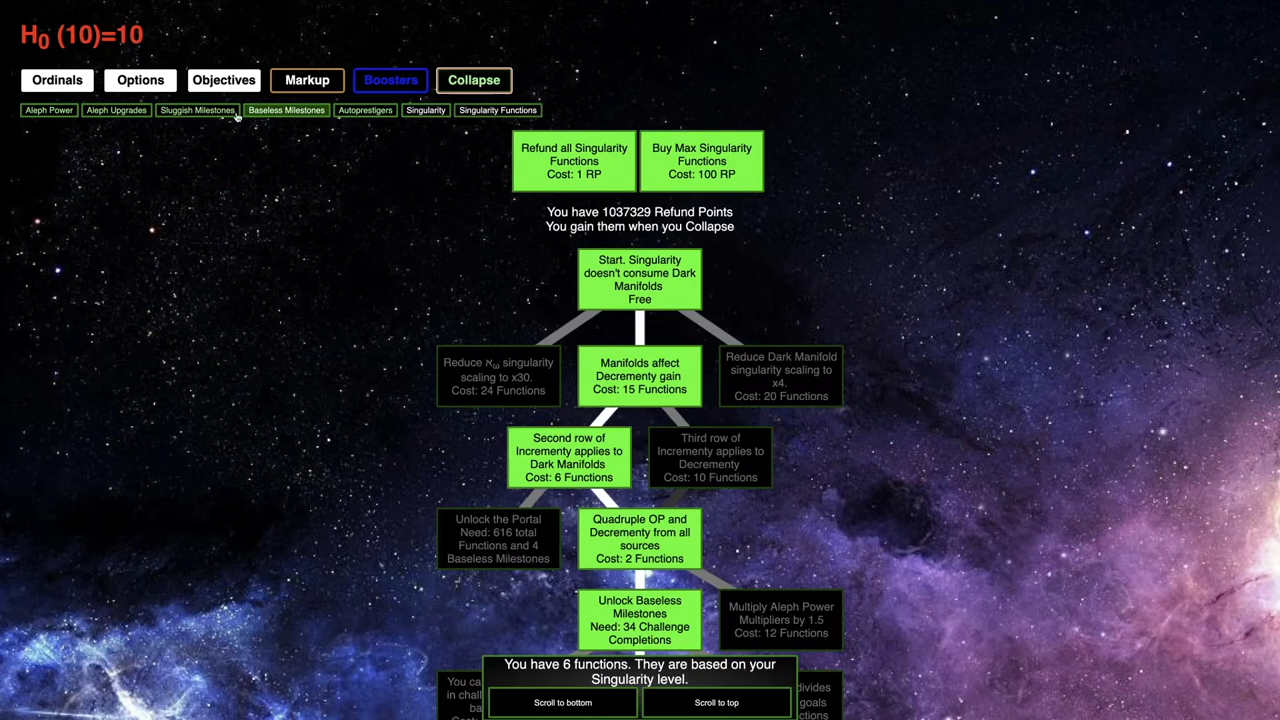 H₀ (10)=10
Ordinals
Options
Objectives
Markup
Boosters
Collapse
Aleph Power
Aleph Upgrades
Sluggish Milestones
Baseless Milestones
Autoprestigers
Singularity
Singularity Functions
Refund all Singularity
Functions
Cost: 1 RP
Buy Max Singularity
Functions
Cost: 100 RP
You have 1037329 Refund Points
You gain them when you Collapse
Start. Singularity
doesn't consume Dark
Manifolds
Free
Reduce ℵω singularity
scaling to x30.
Cost: 24 Functions
Manifolds affect
Decrementy gain
Cost: 15 Functions
Reduce Dark Manifold
singularity scaling to
x4.
Cost: 20 Functions
Second row of
Incrementy applies to
Dark Manifolds
Cost: 6 Functions
Third row of
Incrementy applies to
Decrementy
Cost: 10 Functions
Unlock the Portal
Need: 616 total
Functions and 4
Baseless Milestones
Quadruple OP and
Decrementy from all
sources
Cost: 2 Functions
Unlock Baseless
Milestones
Need: 34 Challenge
Completions
Multiply Aleph Power
Multipliers by 1.5
Cost: 12 Functions
You ca
in chall
ba
You have 6 functions. They are based on your
Singularity level.
Scroll to bottom
Scroll to top
divides
goals